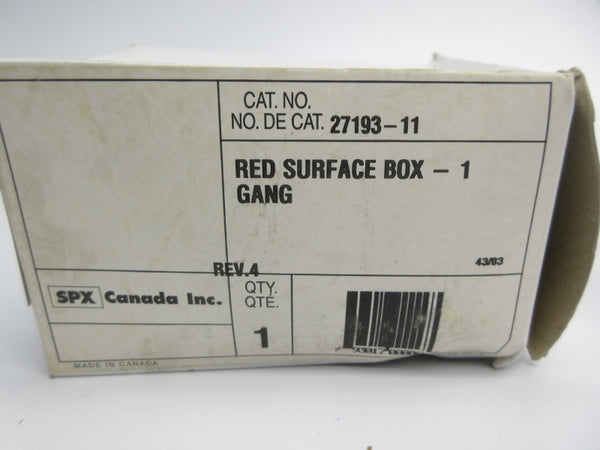 CAT. NO.
NO. DE CAT. 27193-11
RED SURFACE BOX - 1
GANG
REV.4
43/93
SPX Canada Inc.
QTY.
QTÉ.
1
MADE IN CANADA